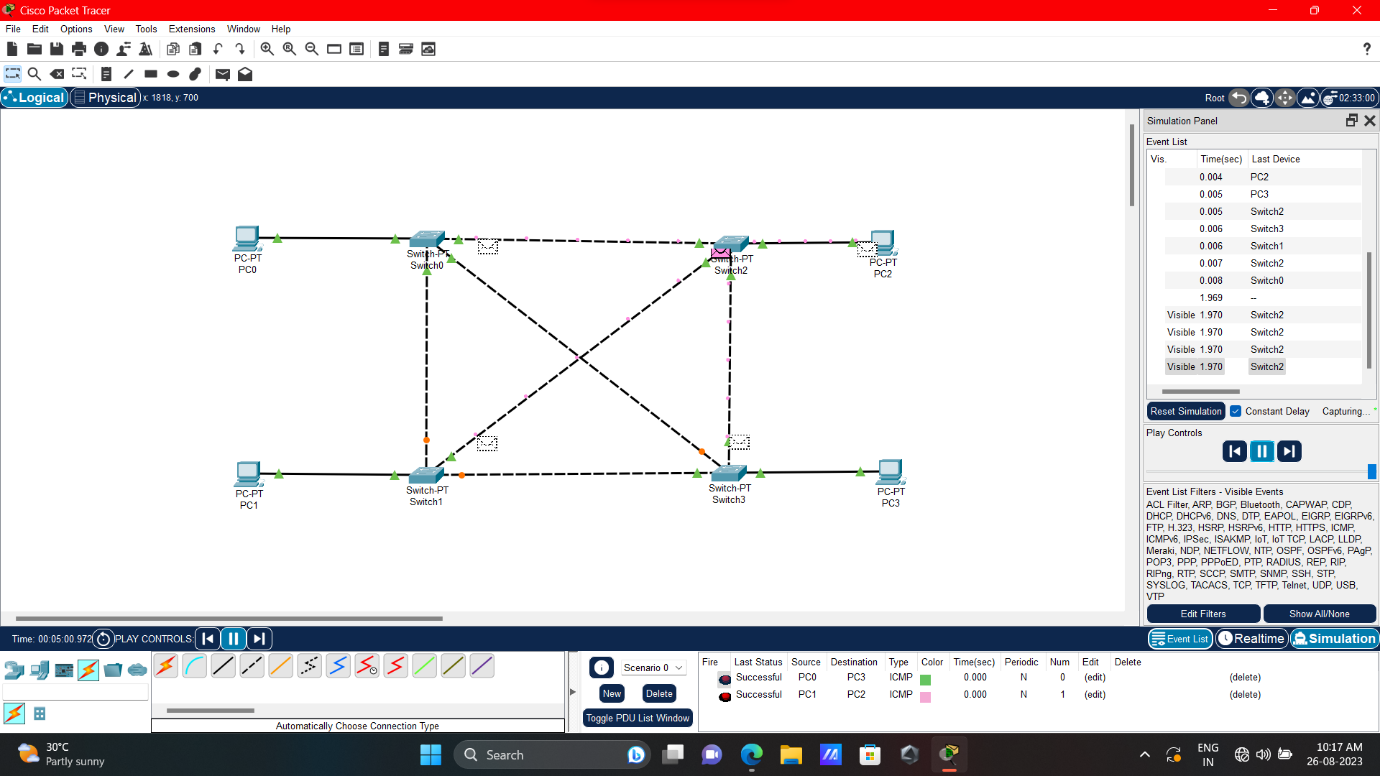 Cisco Packet Tracer
File Edit Options View Tools Extensions Window Help
Logical Physical x: 1818, y: 700 Root 02:33:00
Simulation Panel
Event List
Vis. Time(sec) Last Device
0.004 PC2
0.005 PC3
0.005 Switch2
0.006 Switch3
0.006 Switch1
0.007 Switch2
0.008 Switch0
1.969 --
Visible 1.970 Switch2
Visible 1.970 Switch2
Visible 1.970 Switch2
Visible 1.970 Switch2
Reset Simulation Constant Delay Capturing...
Play Controls
Event List Filters - Visible Events
ACL Filter, ARP, BGP, Bluetooth, CAPWAP, CDP,
DHCP, DHCPv6, DNS, DTP, EAPOL, EIGRP, EIGRPv6,
FTP, H.323, HSRP, HSRPv6, HTTP, HTTPS, ICMP,
ICMPv6, IPSec, ISAKMP, IoT, IoT TCP, LACP, LLDP,
Meraki, NDP, NETFLOW, NTP, OSPF, OSPFv6, PAgP,
POP3, PPP, PPPoED, PTP, RADIUS, REP, RIP,
RIPng, RTP, SCCP, SMTP, SNMP, SSH, STP,
SYSLOG, TACACS, TCP, TFTP, Telnet, UDP, USB,
VTP
Edit Filters Show All/None
Event List Realtime Simulation
PC-PT
PC0
Switch-PT
Switch0
Switch-PT
Switch2
PC-PT
PC2
PC-PT
PC1
Switch-PT
Switch1
Switch-PT
Switch3
PC-PT
PC3
Time: 00:05:00.972 PLAY CONTROLS:
Automatically Choose Connection Type
Scenario 0
New Delete
Toggle PDU List Window
Fire Last Status Source Destination Type Color Time(sec) Periodic Num Edit Delete
Successful PC0 PC3 ICMP 0.000 N 0 (edit) (delete)
Successful PC1 PC2 ICMP 0.000 N 1 (edit) (delete)
30°C
Partly sunny
Search
ENG
IN
10:17 AM
26-08-2023